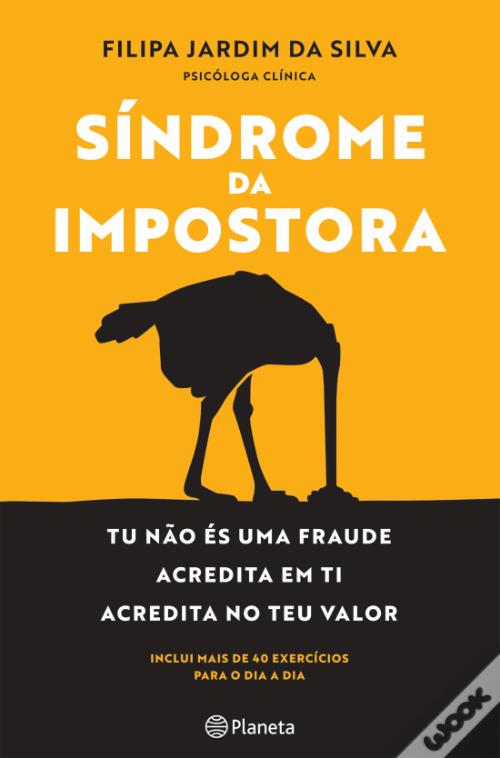 FILIPA JARDIM DA SILVA
PSICÓLOGA CLÍNICA
SÍNDROME
DA
IMPOSTORA
TU NÃO ÉS UMA FRAUDE
ACREDITA EM TI
ACREDITA NO TEU VALOR
INCLUI MAIS DE 40 EXERCÍCIOS
PARA O DIA A DIA
Planeta
wook